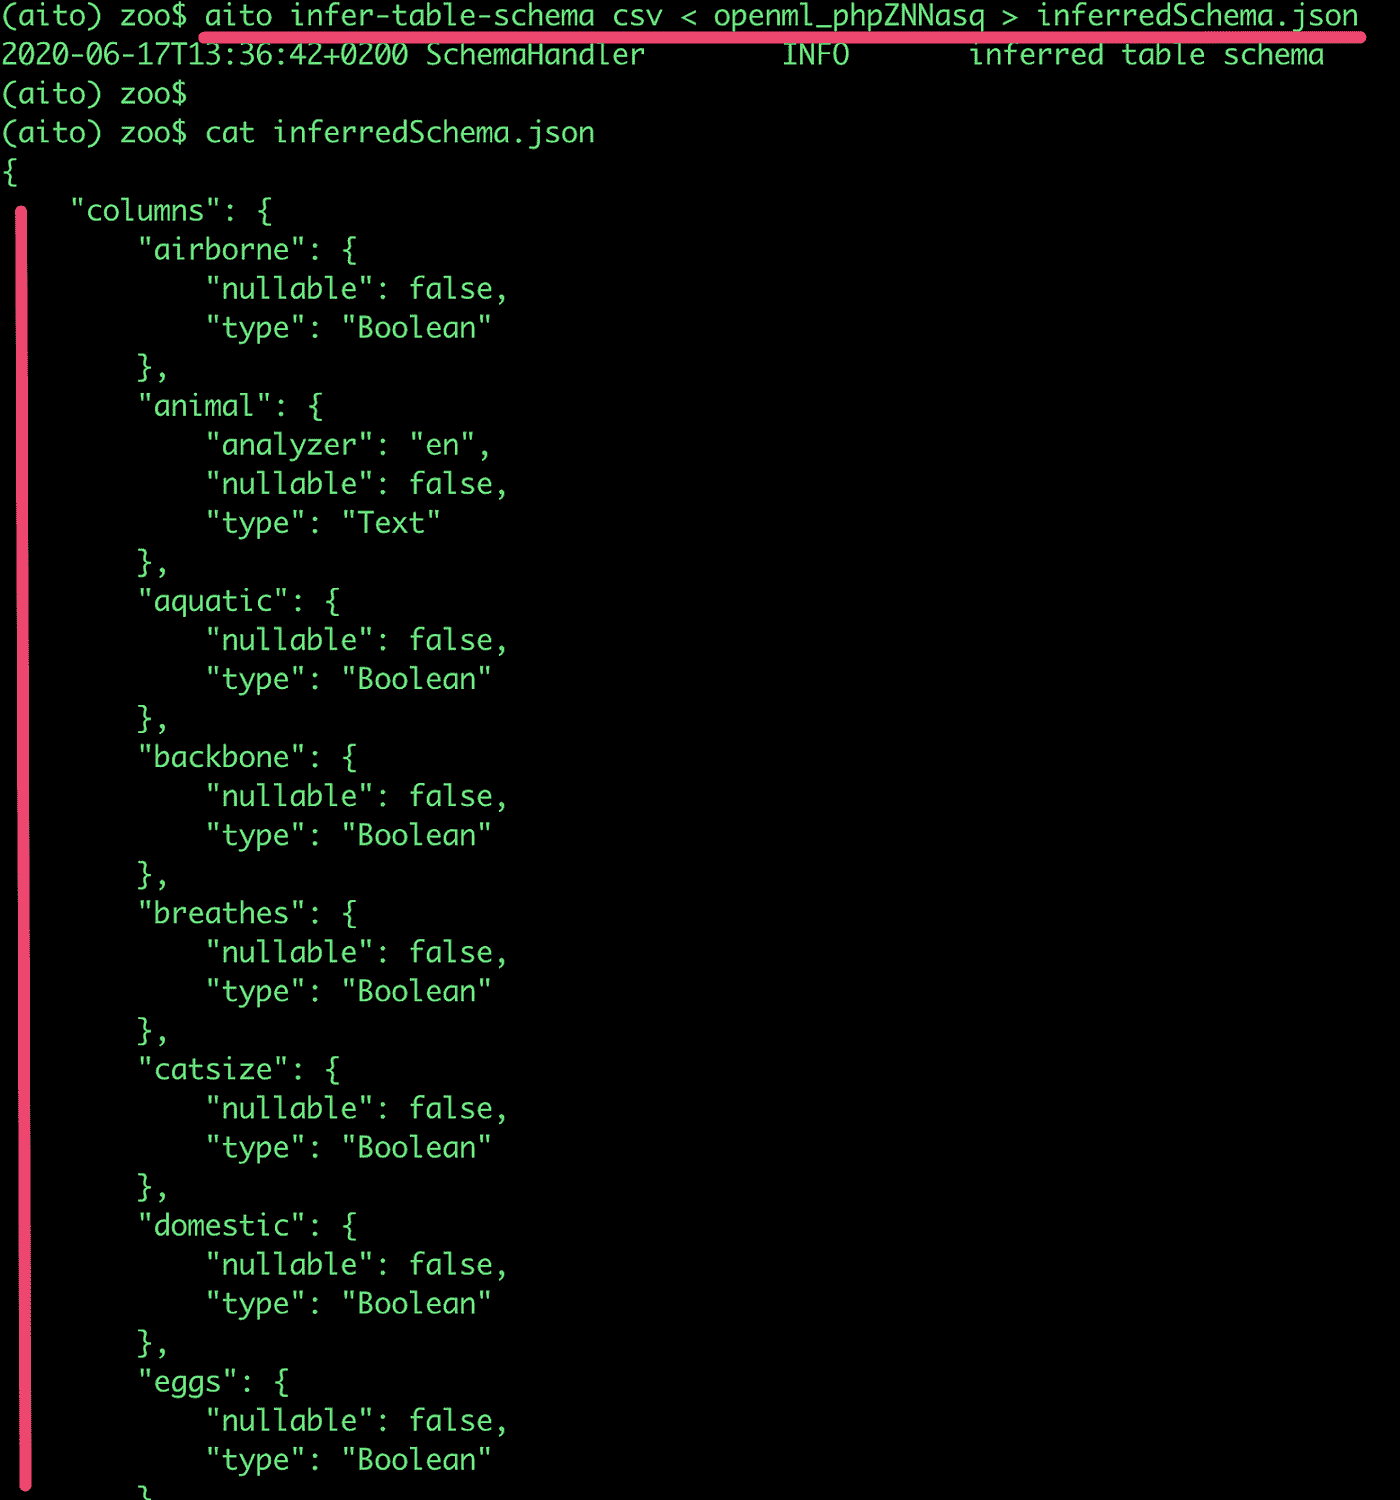 (aito) zoo$ aito infer-table-schema csv < openml_phpZNNasq > inferredSchema.json
2020-06-17T13:36:42+0200 SchemaHandler        INFO       inferred table schema
(aito) zoo$
(aito) zoo$ cat inferredSchema.json
{
    "columns": {
        "airborne": {
            "nullable": false,
            "type": "Boolean"
        },
        "animal": {
            "analyzer": "en",
            "nullable": false,
            "type": "Text"
        },
        "aquatic": {
            "nullable": false,
            "type": "Boolean"
        },
        "backbone": {
            "nullable": false,
            "type": "Boolean"
        },
        "breathes": {
            "nullable": false,
            "type": "Boolean"
        },
        "catsize": {
            "nullable": false,
            "type": "Boolean"
        },
        "domestic": {
            "nullable": false,
            "type": "Boolean"
        },
        "eggs": {
            "nullable": false,
            "type": "Boolean"
        }